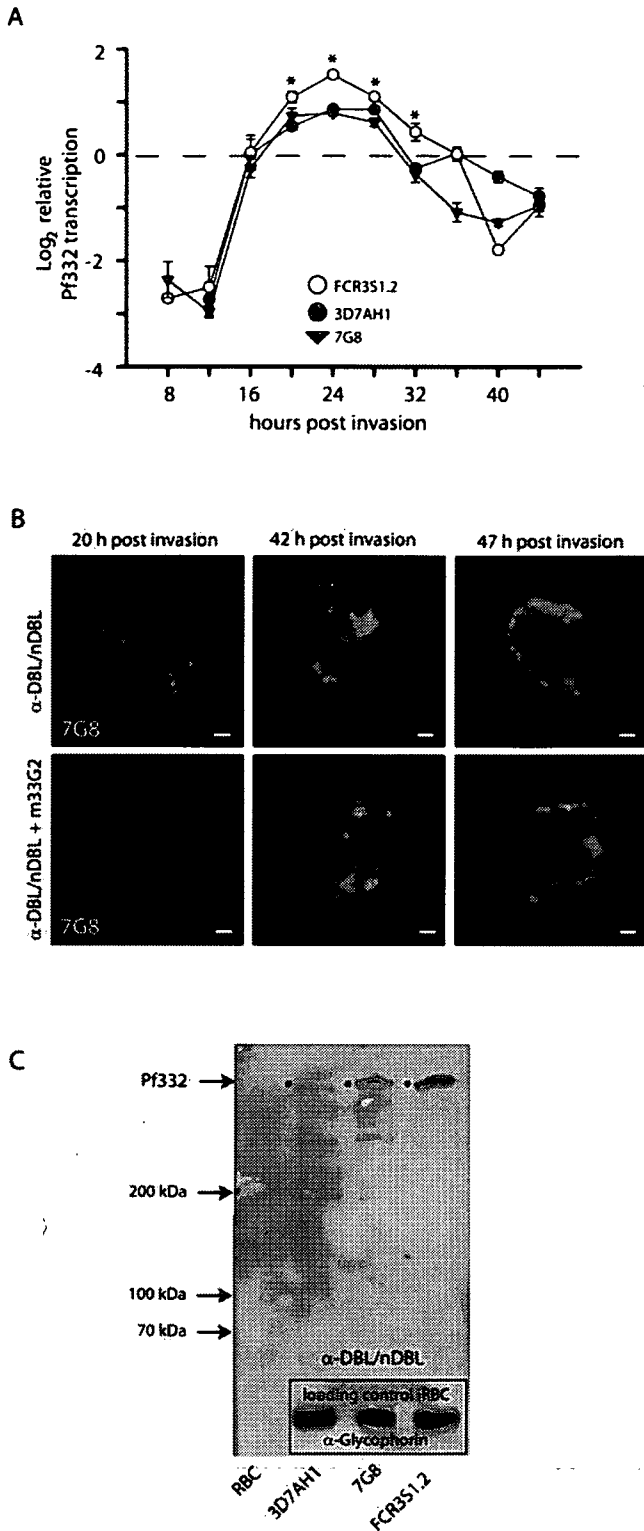 A
2
0
-2
-4
Log2 relative
Pf332 transcription
*
*
*
*
FCR3S1.2
3D7AH1
7G8
8
16
24
32
40
hours post invasion
B
20 h post invasion
42 h post invasion
47 h post invasion
α-DBL/nDBL
7G8
α-DBL/nDBL + m33G2
7G8
C
Pf332
200 kDa
100 kDa
70 kDa
α-DBL/nDBL
loading control iRBC
α-Glycophorin
RBC
3D7AH1
7G8
FCR3S1.2